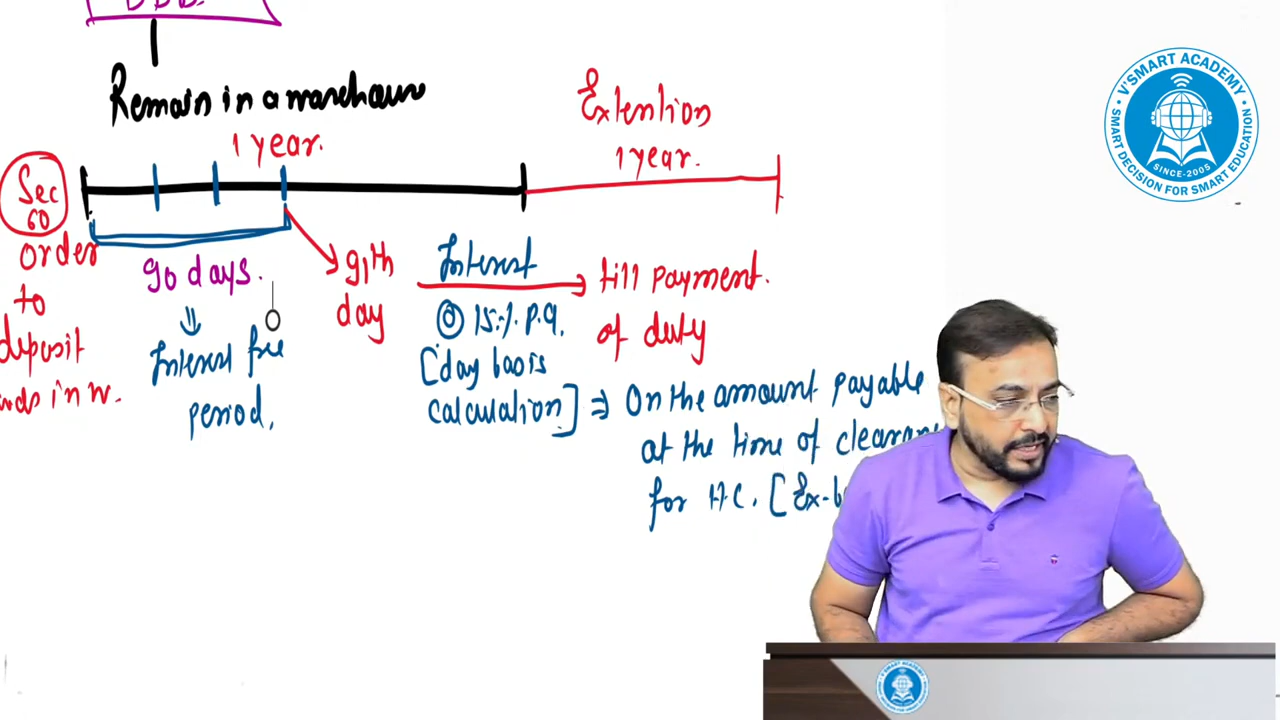 Remain in a warehouse
1 year.
Extention
1 year.
Sec
60
order
to
deposit
in w.
90 days.
⇓
Interest free
period.
91th
day
Interest
@ 15% p.a.
[day basis
calculation] ⇒
till payment
of duty
On the amount payable
at the time of
for H.C. [Ex-
V'SMART ACADEMY
SMART DECISION FOR SMART EDUCATION
SINCE-2005